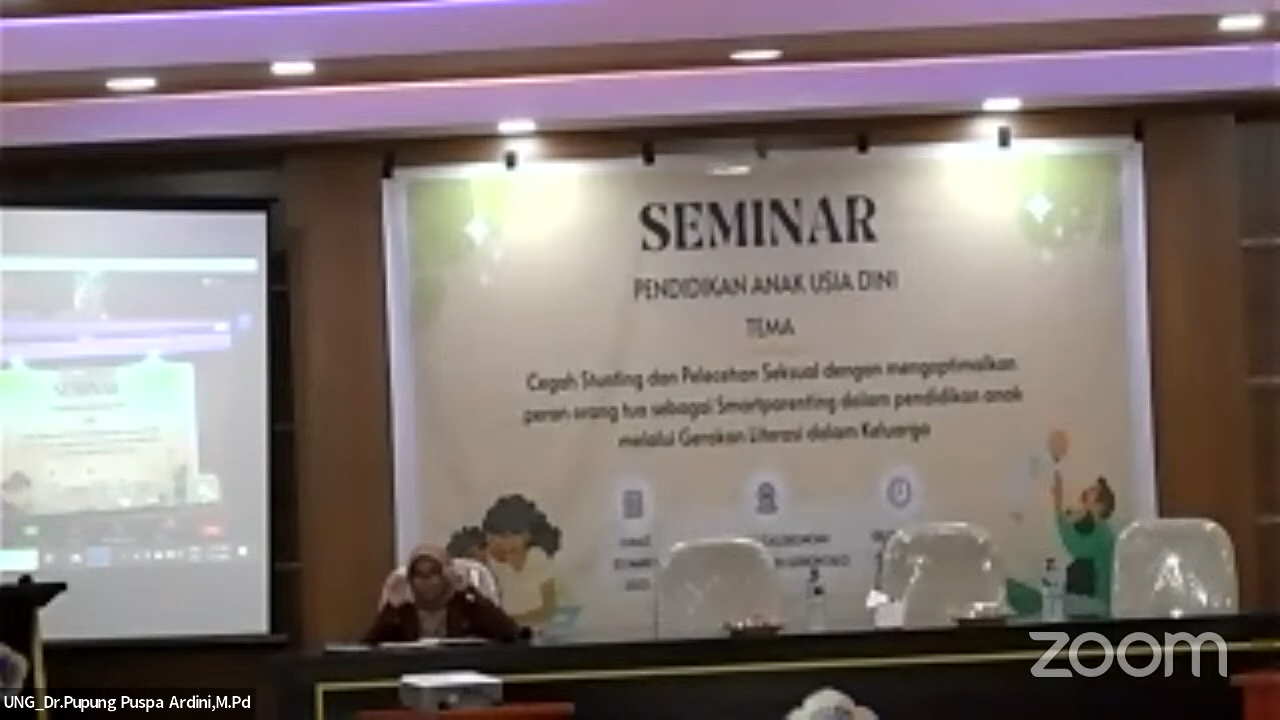 SEMINAR
PENDIDIKAN ANAK USIA DINI
TEMA
Cegah Stunting dan Pelecehan Seksual dengan mengoptimalkan
peran orang tua sebagai Smartparenting dalam pendidikan anak
melalui Gerakan Literasi dalam Keluarga
zoom
UNG_Dr.Pupung Puspa Ardini,M.Pd